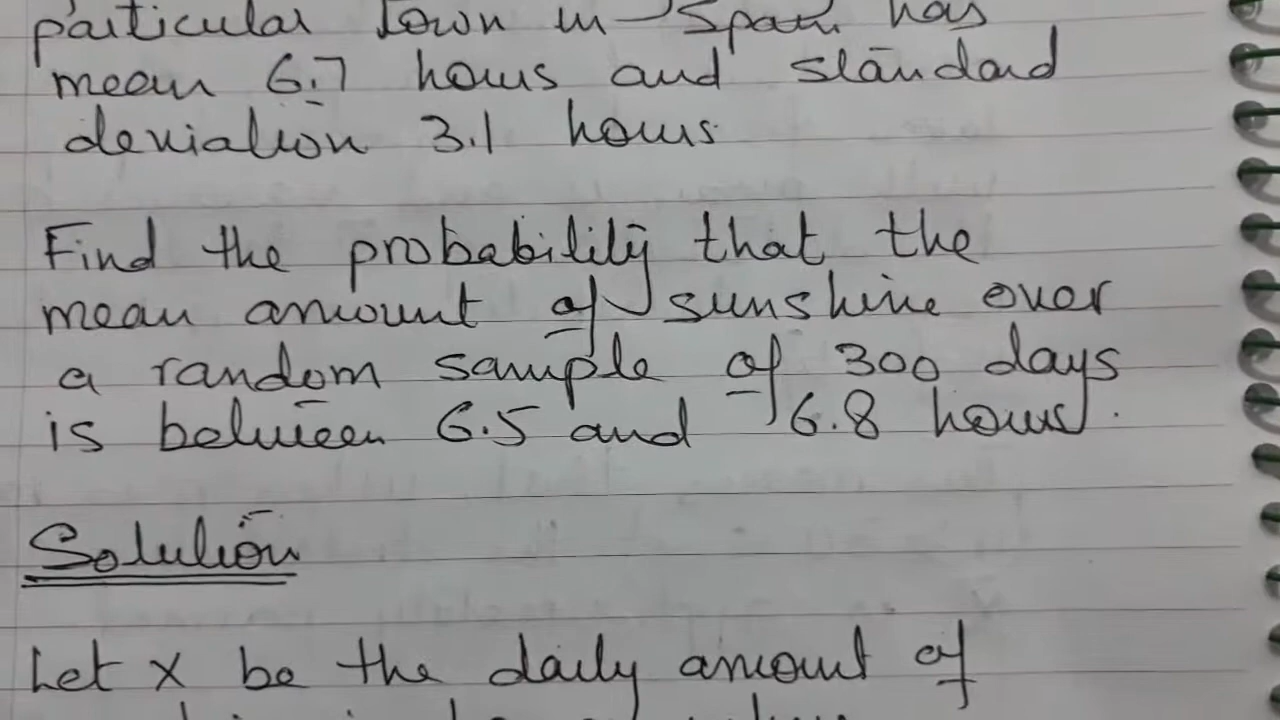 particular town in Spain has
mean 6.7 hours and standard
deviation 3.1 hours.
Find the probability that the
mean amount of sunshine over
a random sample of 300 days
is between 6.5 and 6.8 hours.
Solution
Let X be the daily amount of